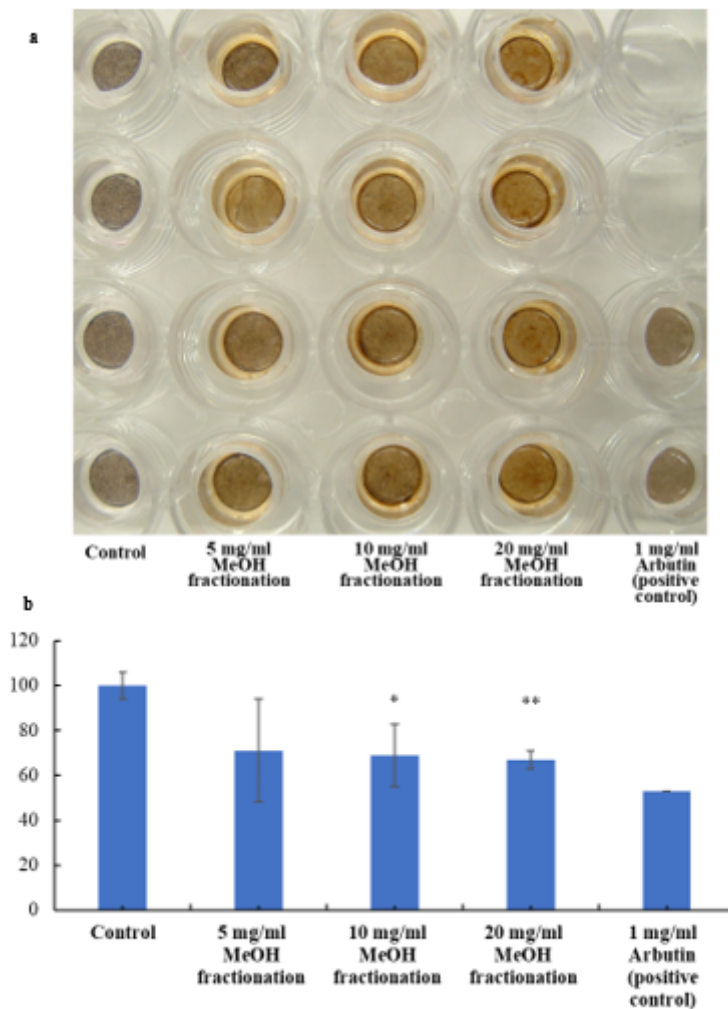 a
Control
5 mg/ml
MeOH
fractionation
10 mg/ml
MeOH
fractionation
20 mg/ml
MeOH
fractionation
1 mg/ml
Arbutin
(positive
control)
b
120
100
80
60
40
20
0
*
**
Control
5 mg/ml
MeOH
fractionation
10 mg/ml
MeOH
fractionation
20 mg/ml
MeOH
fractionation
1 mg/ml
Arbutin
(positive
control)